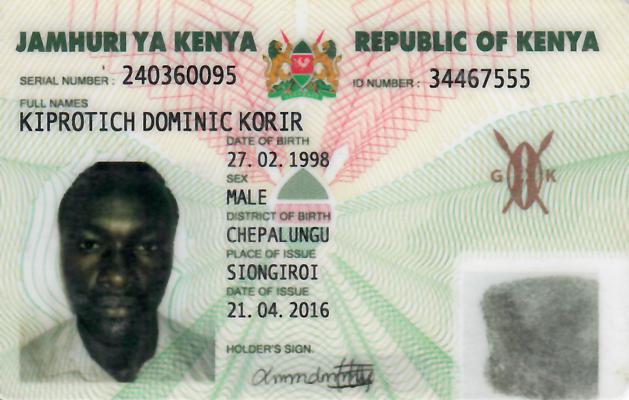 JAMHURI YA KENYA REPUBLIC OF KENYA
SERIAL NUMBER: 240360095 ID NUMBER: 34467555
FULL NAMES
KIPROTICH DOMINIC KORIR
DATE OF BIRTH
27. 02. 1998
SEX
MALE
G K
DISTRICT OF BIRTH
CHEPALUNGU
PLACE OF ISSUE
SIONGIROI
DATE OF ISSUE
21. 04. 2016
HOLDER'S SIGN.